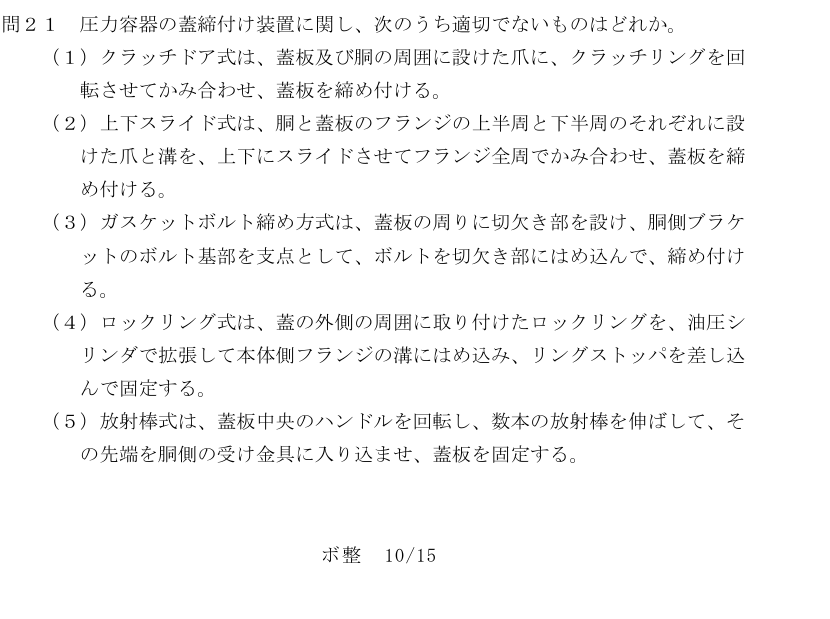 問２１　圧力容器の蓋締付け装置に関し、次のうち適切でないものはどれか。
（１）クラッチドア式は、蓋板及び胴の周囲に設けた爪に、クラッチリングを回
転させてかみ合わせ、蓋板を締め付ける。
（２）上下スライド式は、胴と蓋板のフランジの上半周と下半周のそれぞれに設
けた爪と溝を、上下にスライドさせてフランジ全周でかみ合わせ、蓋板を締
め付ける。
（３）ガスケットボルト締め方式は、蓋板の周りに切欠き部を設け、胴側ブラケ
ットのボルト基部を支点として、ボルトを切欠き部にはめ込んで、締め付け
る。
（４）ロックリング式は、蓋の外側の周囲に取り付けたロックリングを、油圧シ
リンダで拡張して本体側フランジの溝にはめ込み、リングストッパを差し込
んで固定する。
（５）放射棒式は、蓋板中央のハンドルを回転し、数本の放射棒を伸ばして、そ
の先端を胴側の受け金具に入り込ませ、蓋板を固定する。
ボ整　10/15